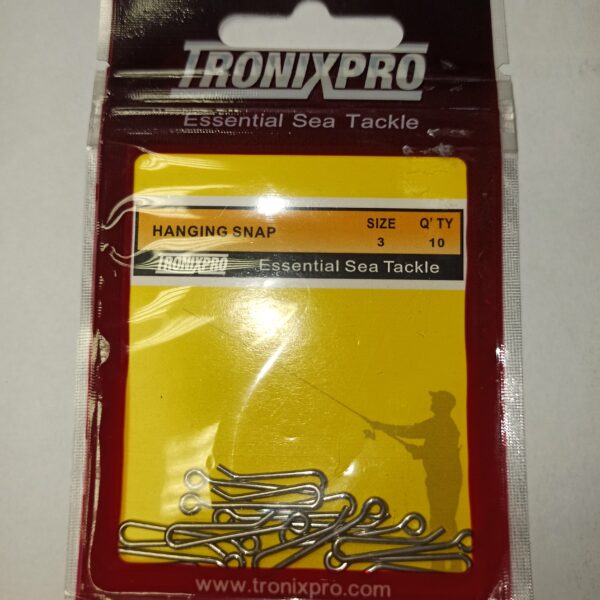 TRONIXPRO
Essential Sea Tackle
HANGING SNAP SIZE Q'TY
3 10
TRONIXPRO Essential Sea Tackle
www.tronixpro.com